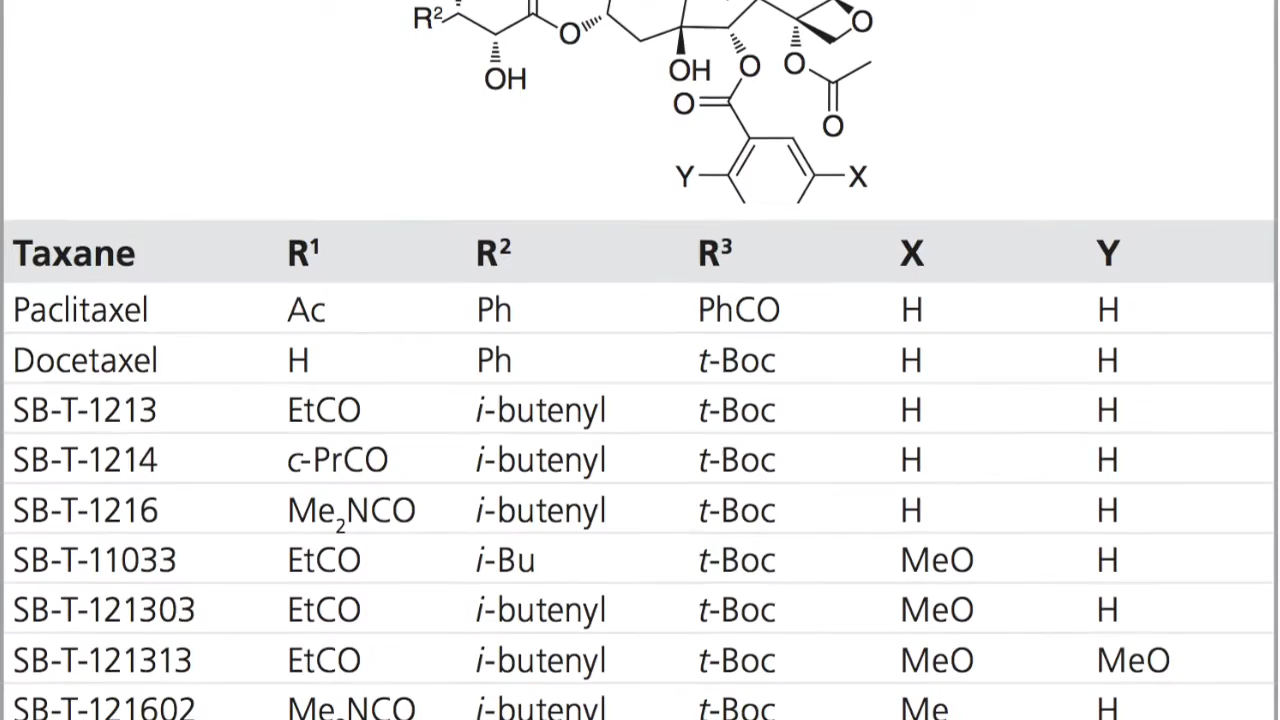 R² O O
OH OH O O
O O
Y X
Taxane R¹ R² R³ X Y
Paclitaxel Ac Ph PhCO H H
Docetaxel H Ph t-Boc H H
SB-T-1213 EtCO i-butenyl t-Boc H H
SB-T-1214 c-PrCO i-butenyl t-Boc H H
SB-T-1216 Me₂NCO i-butenyl t-Boc H H
SB-T-11033 EtCO i-Bu t-Boc MeO H
SB-T-121303 EtCO i-butenyl t-Boc MeO H
SB-T-121313 EtCO i-butenyl t-Boc MeO MeO
SB-T-121602 Me₂NCO i-butenyl t-Boc Me H